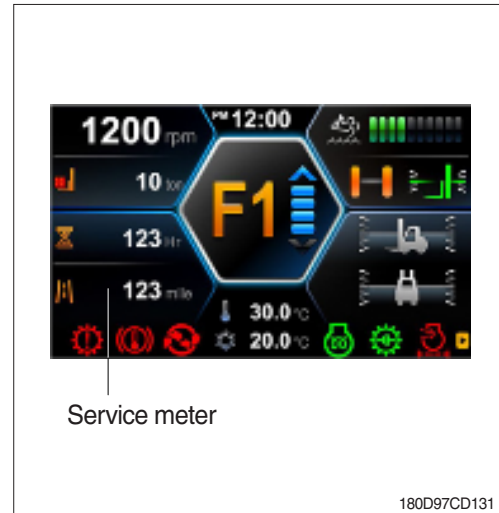 1200 rpm PM 12:00
10 ton
F1
123 Hr
123 mile
30.0 °C
20.0 °C
Service meter
180D97CD131